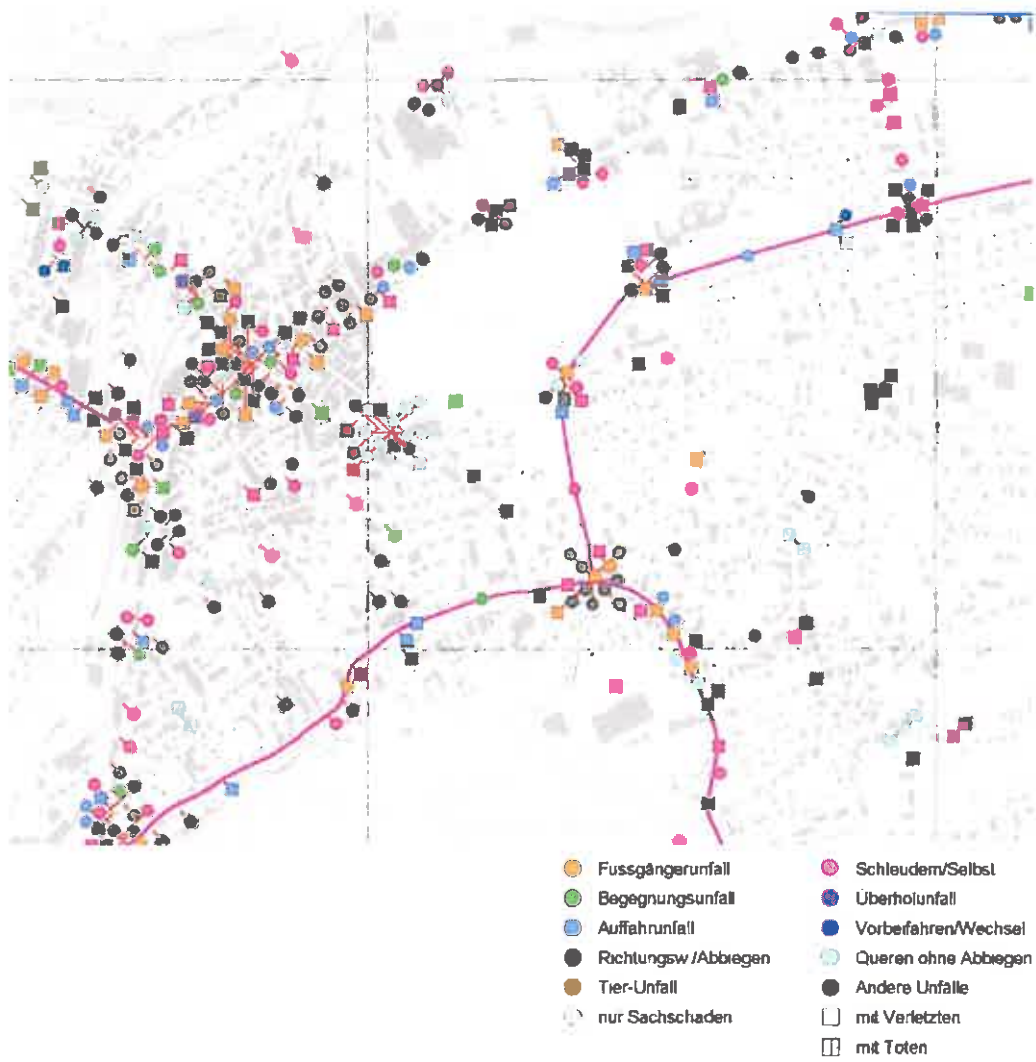 Fussgängerunfall
Begegnungsunfall
Auffahrunfall
Richtungsw./Abbiegen
Tier-Unfall
nur Sachschaden
Schleudern/Selbst
Überholunfall
Vorbeifahren/Wechsel
Queren ohne Abbiegen
Andere Unfälle
mit Verletzten
mit Toten